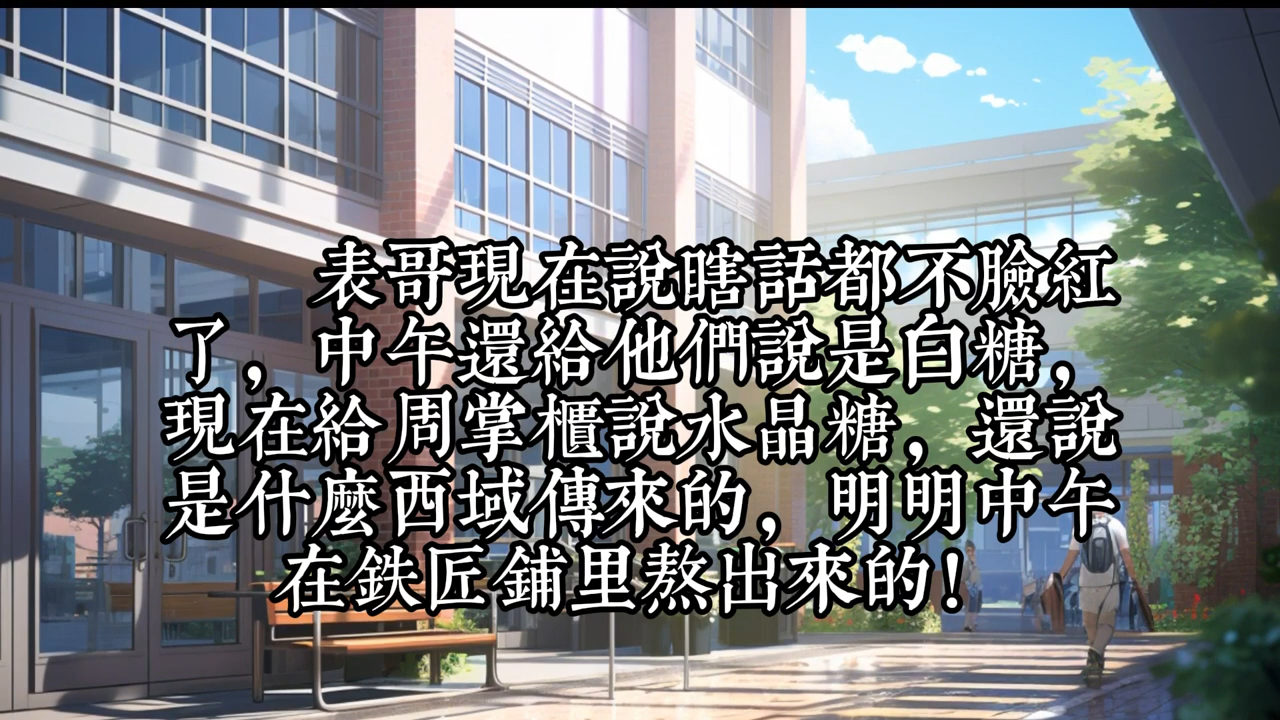 表哥現在說瞎話都不臉紅
了，中午還給他們說是白糖，
現在給周掌櫃說水晶糖，還說
是什麼西域傳來的，明明中午
在鉄匠鋪里熬出來的！